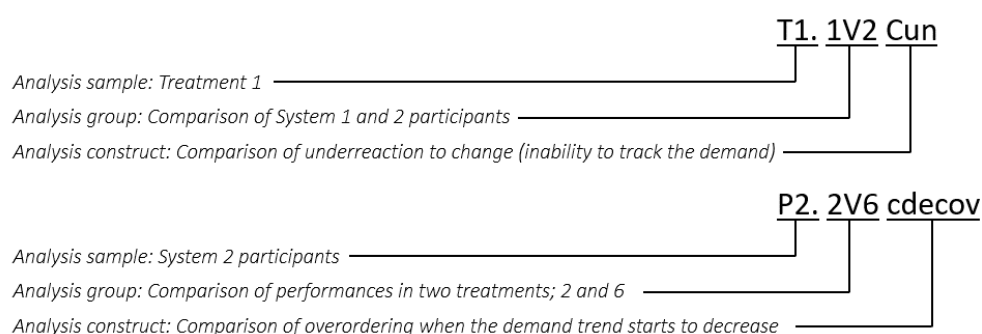 T1. 1V2 Cun
Analysis sample: Treatment 1
Analysis group: Comparison of System 1 and 2 participants
Analysis construct: Comparison of underreaction to change (inability to track the demand)
P2. 2V6 cdecov
Analysis sample: System 2 participants
Analysis group: Comparison of performances in two treatments; 2 and 6
Analysis construct: Comparison of overordering when the demand trend starts to decrease